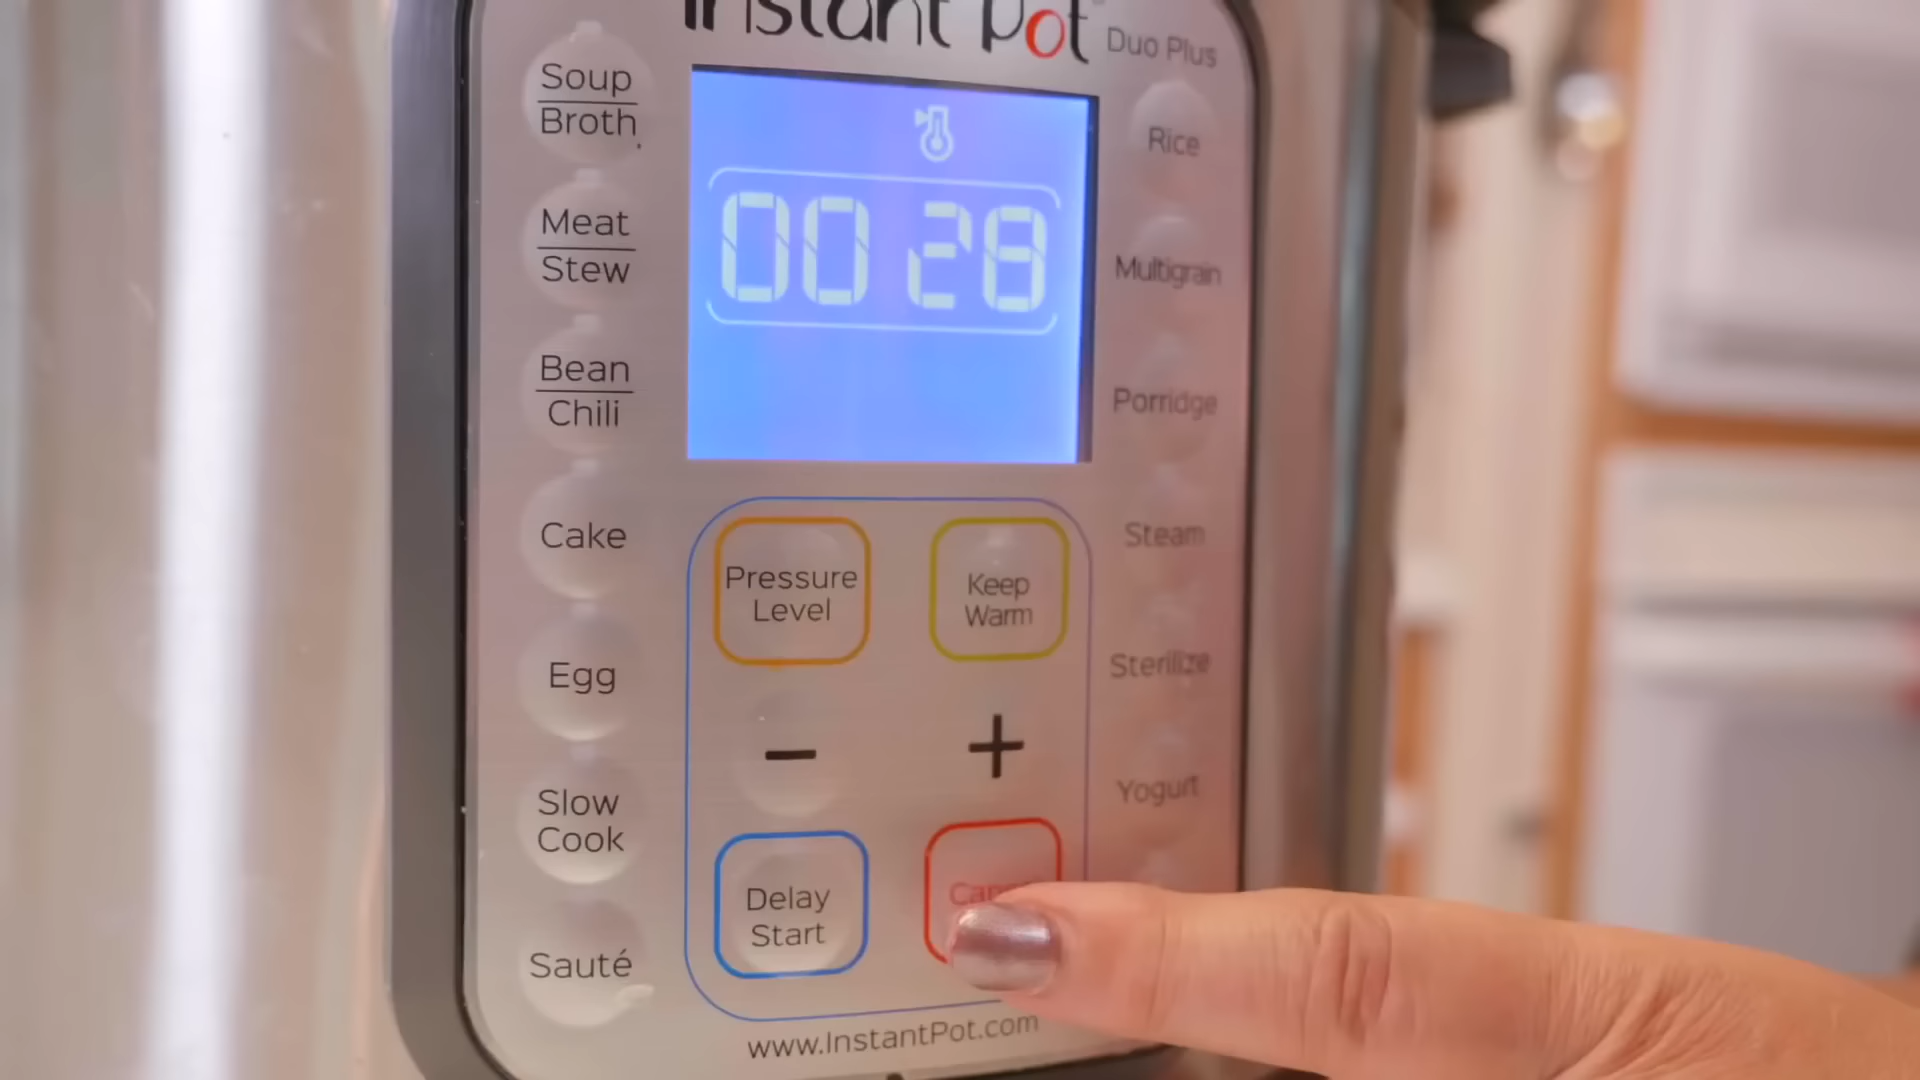 Instant Pot
Duo Plus
00 28
Soup
Broth
Meat
Stew
Bean
Chili
Cake
Egg
Slow
Cook
Sauté
Pressure
Level
Keep
Warm
-
+
Delay
Start
Rice
Multigrain
Porridge
Steam
Sterilize
Yogurt
www.InstantPot.com